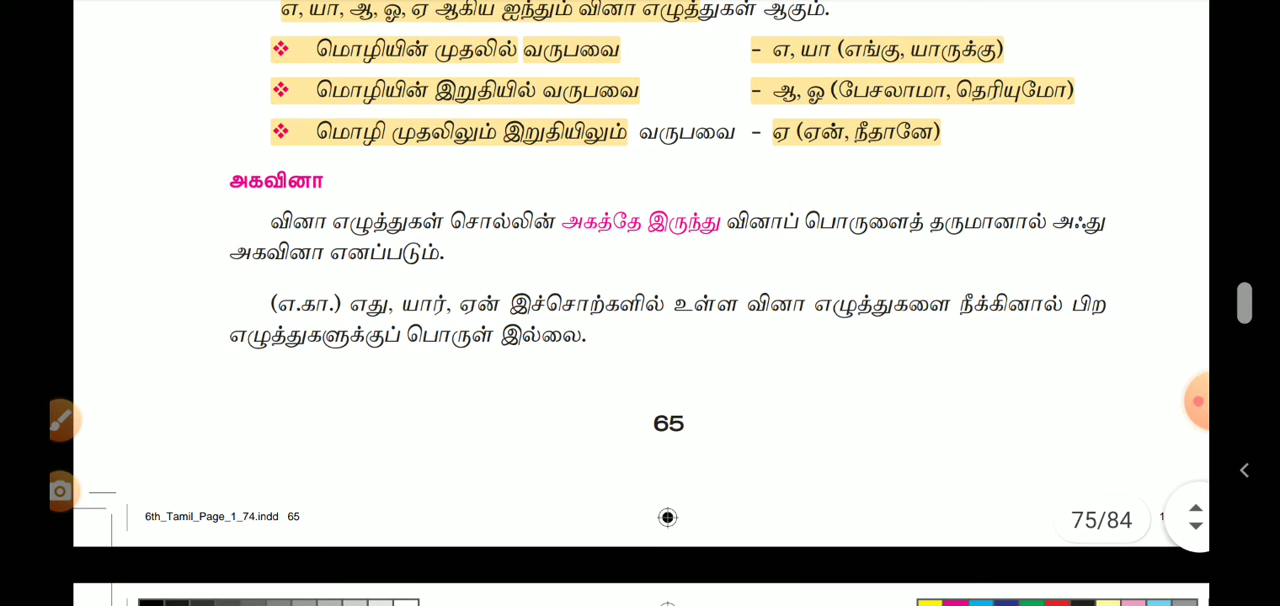 எ, யா, ஆ, ஓ, ஏ ஆகிய ஐந்தும் வினா எழுத்துகள் ஆகும்.
❖ மொழியின் முதலில் வருபவை - எ, யா (எங்கு, யாருக்கு)
❖ மொழியின் இறுதியில் வருபவை - ஆ, ஓ (பேசலாமா, தெரியுமோ)
❖ மொழி முதலிலும் இறுதியிலும் வருபவை - ஏ (ஏன், நீதானே)
அகவினா
வினா எழுத்துகள் சொல்லின் அகத்தே இருந்து வினாப் பொருளைத் தருமானால் அஃது
அகவினா எனப்படும்.
(எ.கா.) எது, யார், ஏன் இச்சொற்களில் உள்ள வினா எழுத்துகளை நீக்கினால் பிற
எழுத்துகளுக்குப் பொருள் இல்லை.
65
6th_Tamil_Page_1_74.indd 65
75/84